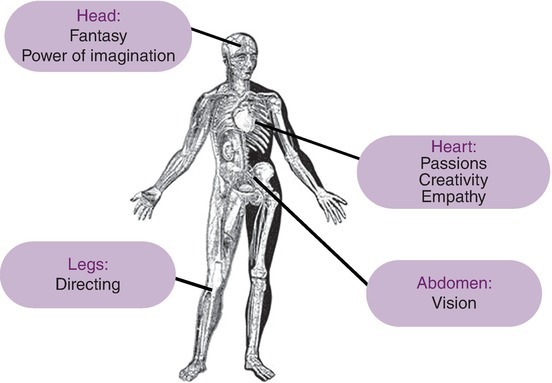 Head:
Fantasy
Power of imagination
Heart:
Passions
Creativity
Empathy
Legs:
Directing
Abdomen:
Vision